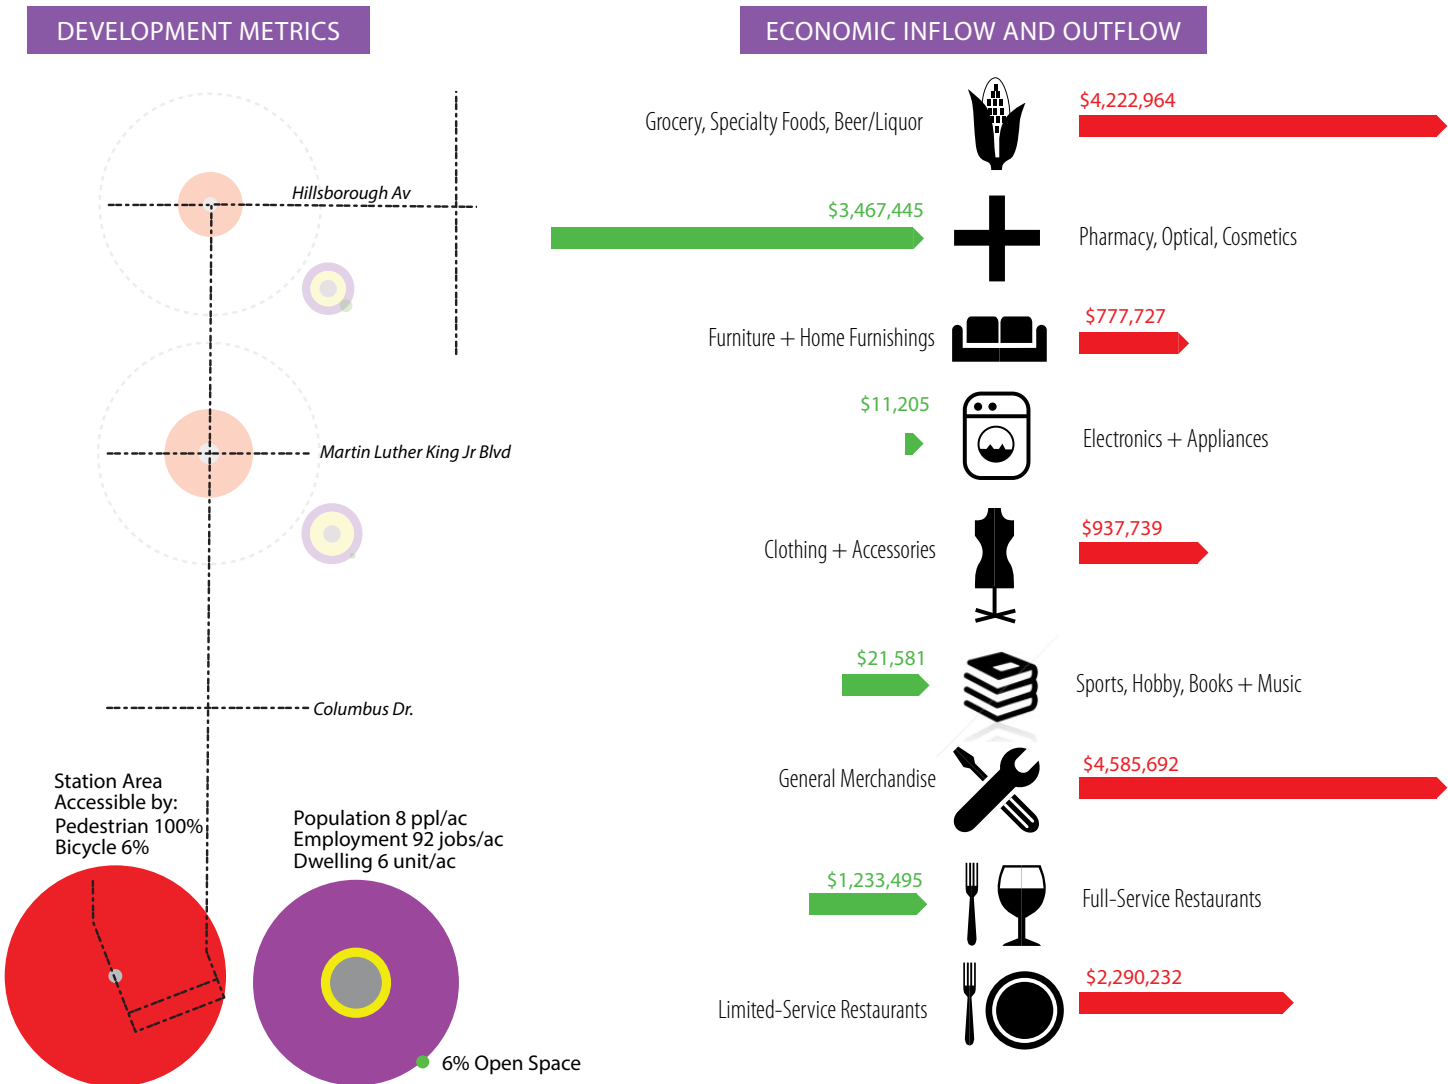 DEVELOPMENT METRICS
Hillsborough Av
Martin Luther King Jr Blvd
Columbus Dr.
Station Area
Accessible by:
Pedestrian 100%
Bicycle 6%
Population 8 ppl/ac
Employment 92 jobs/ac
Dwelling 6 unit/ac
6% Open Space
ECONOMIC INFLOW AND OUTFLOW
Grocery, Specialty Foods, Beer/Liquor
$4,222,964
$3,467,445
Pharmacy, Optical, Cosmetics
Furniture + Home Furnishings
$777,727
$11,205
Electronics + Appliances
Clothing + Accessories
$937,739
$21,581
Sports, Hobby, Books + Music
General Merchandise
$4,585,692
$1,233,495
Full-Service Restaurants
Limited-Service Restaurants
$2,290,232